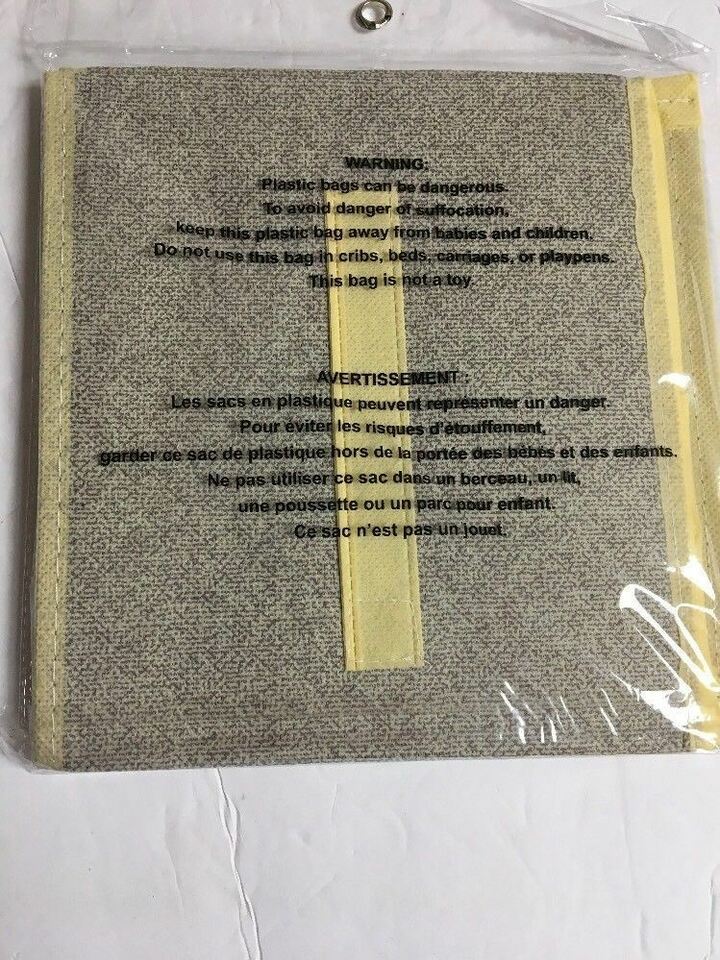 WARNING:
Plastic bags can be dangerous.
To avoid danger of suffocation,
keep this plastic bag away from babies and children.
Do not use this bag in cribs, beds, carriages, or playpens.
This bag is not a toy.
AVERTISSEMENT :
Les sacs en plastique peuvent représenter un danger.
Pour éviter les risques d'étouffement,
garder ce sac de plastique hors de la portée des bébés et des enfants.
Ne pas utiliser ce sac dans un berceau, un lit,
une poussette ou un parc pour enfant.
Ce sac n'est pas un jouet.